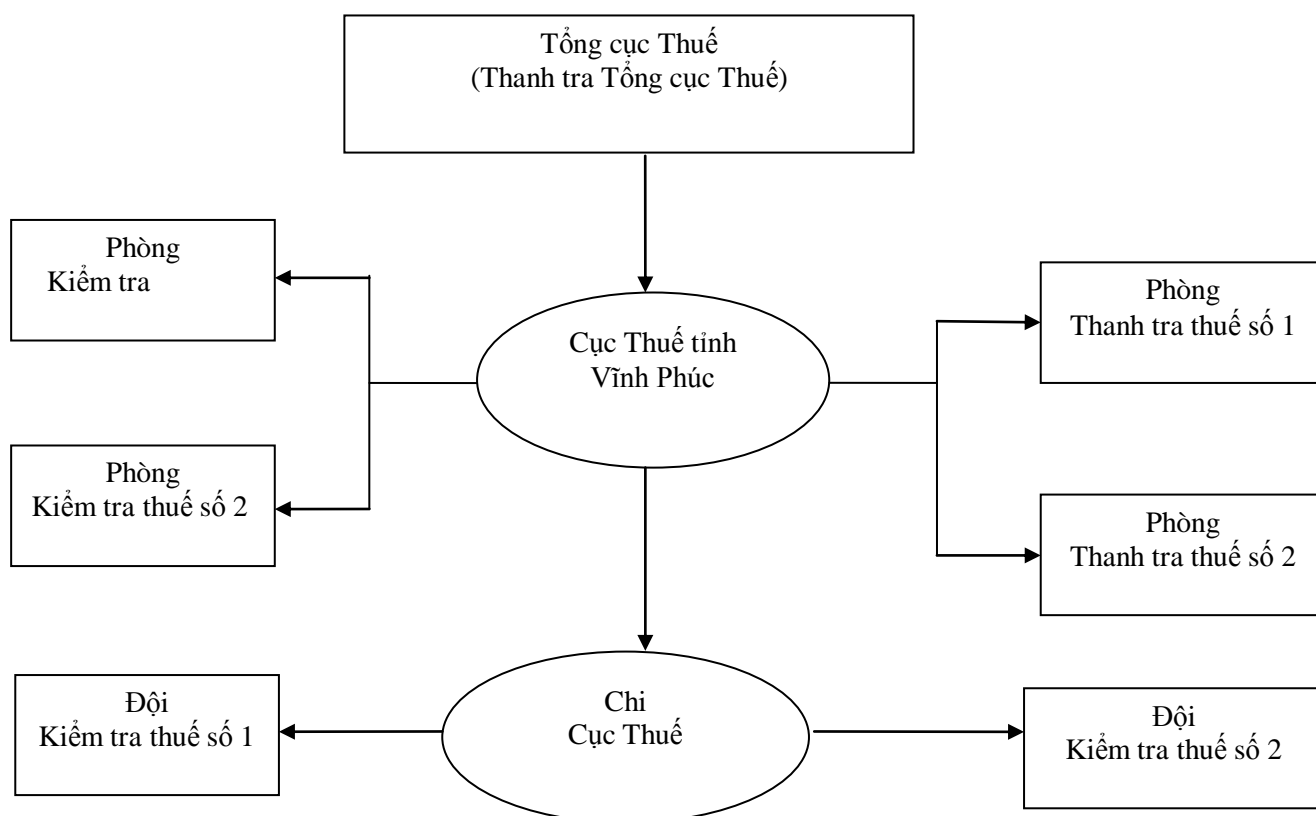 Tổng cục Thuế
(Thanh tra Tổng cục Thuế)
Phòng
Kiểm tra
Cục Thuế tỉnh
Vĩnh Phúc
Phòng
Thanh tra thuế số 1
Phòng
Kiểm tra thuế số 2
Phòng
Thanh tra thuế số 2
Đội
Kiểm tra thuế số 1
Chi
Cục Thuế
Đội
Kiểm tra thuế số 2